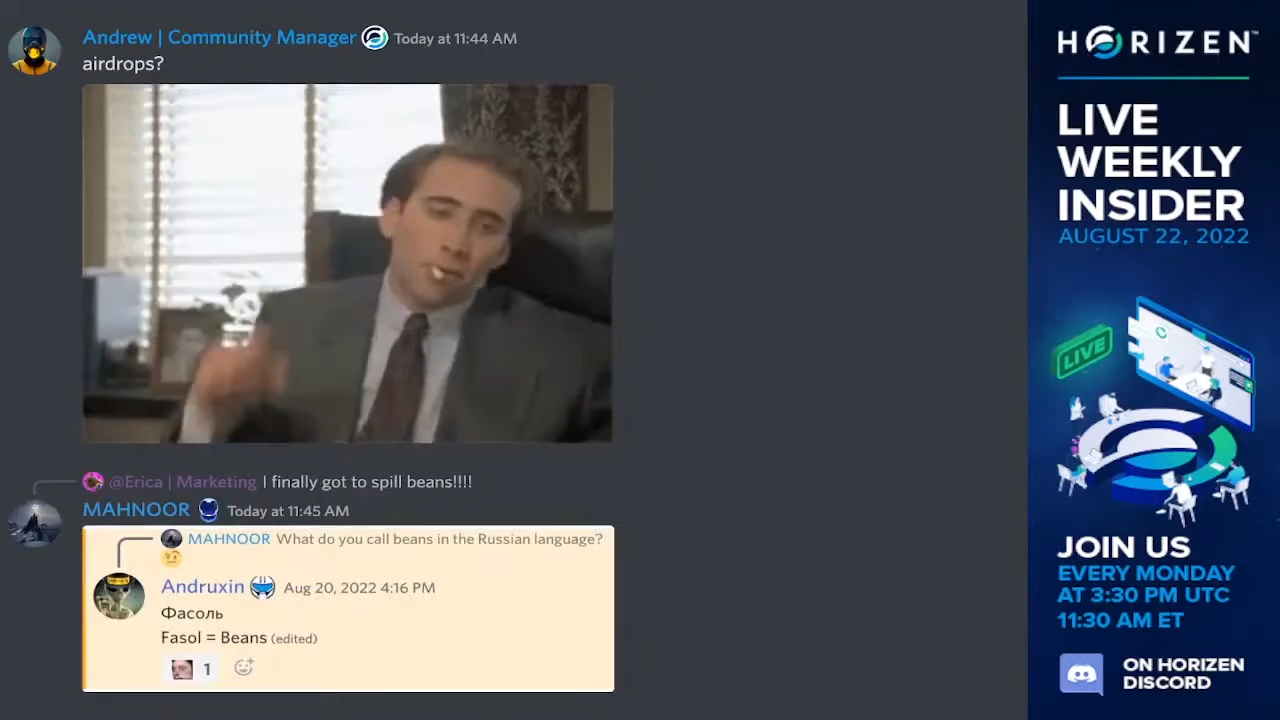 Andrew | Community Manager Today at 11:44 AM
airdrops?
@Erica | Marketing I finally got to spill beans!!!!
MAHNOOR Today at 11:45 AM
MAHNOOR What do you call beans in the Russian language?
Andruxin Aug 20, 2022 4:16 PM
Фасоль
Fasol = Beans (edited)
1
HORIZEN™
LIVE
WEEKLY
INSIDER
AUGUST 22, 2022
LIVE
JOIN US
EVERY MONDAY
AT 3:30 PM UTC
11:30 AM ET
ON HORIZEN
DISCORD